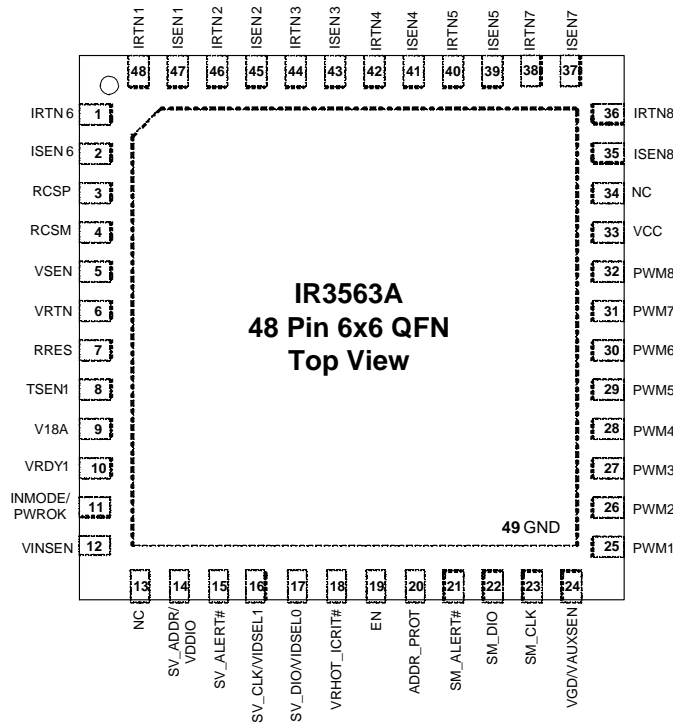 IRTN1
ISEN1
IRTN2
ISEN2
IRTN3
ISEN3
IRTN4
ISEN4
IRTN5
ISEN5
IRTN7
ISEN7
48
47
46
45
44
43
42
41
40
39
38
37
IRTN6 1
ISEN6 2
RCSP 3
RCSM 4
VSEN 5
VRTN 6
RRES 7
TSEN1 8
V18A 9
VRDY1 10
INMODE/
PWROK 11
VINSEN 12
36 IRTN8
35 ISEN8
34 NC
33 VCC
32 PWM8
31 PWM7
30 PWM6
29 PWM5
28 PWM4
27 PWM3
26 PWM2
25 PWM1
IR3563A
48 Pin 6x6 QFN
Top View
49 GND
13
14
15
16
17
18
19
20
21
22
23
24
NC
SV_ADDR/
VDDIO
SV_ALERT#
SV_CLK/VIDSEL1
SV_DIO/VIDSEL0
VRHOT_ICRIT#
EN
ADDR_PROT
SM_ALERT#
SM_DIO
SM_CLK
VGD/VAUXSEN